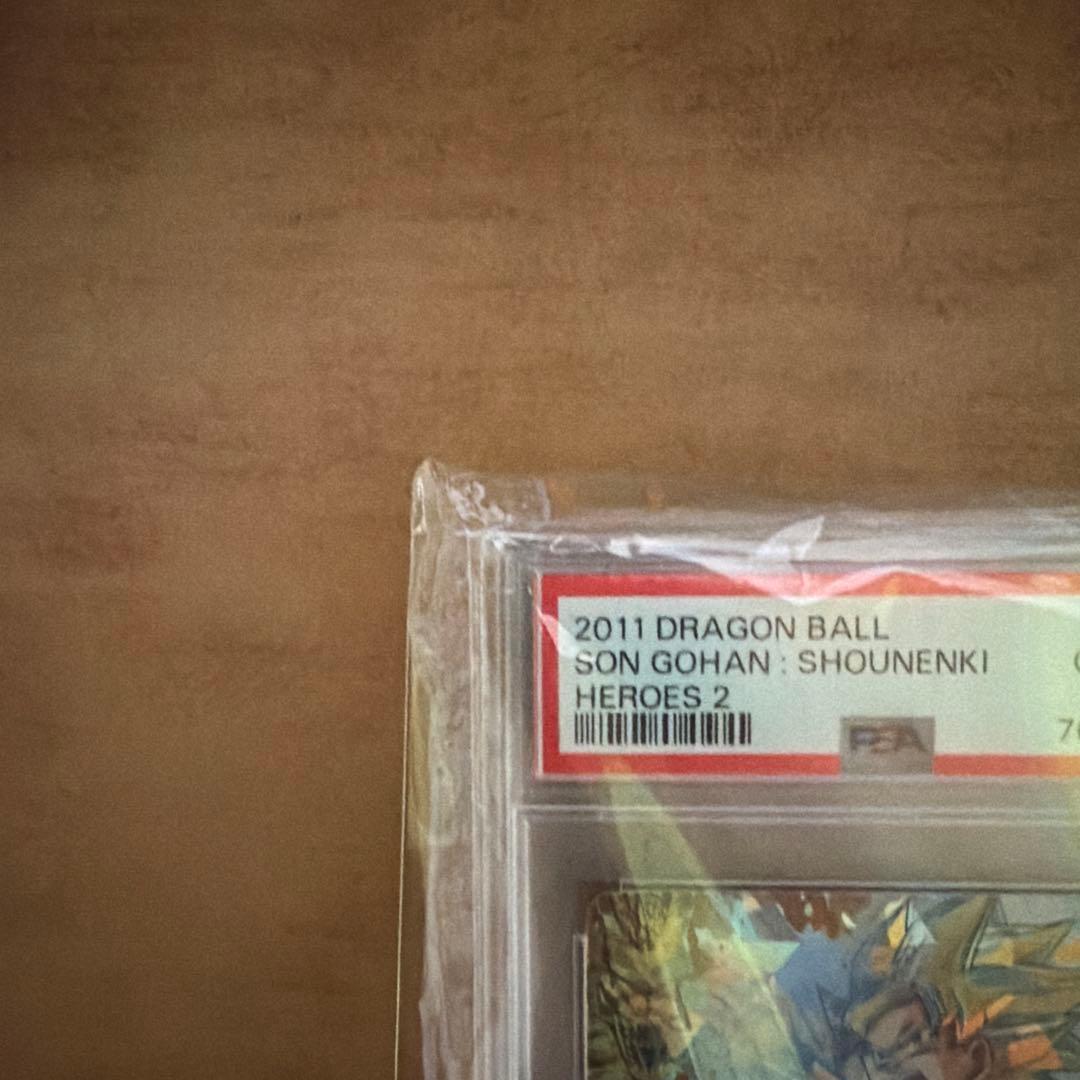 2011 DRAGON BALL
SON GOHAN : SHOUNENKI
HEROES 2
PSA